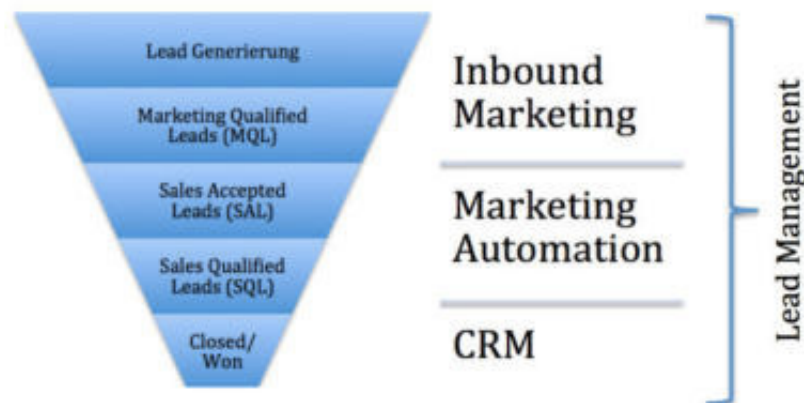 Lead Generierung
Marketing Qualified
Leads (MQL)
Sales Accepted
Leads (SAL)
Sales Qualified
Leads (SQL)
Closed/
Won
Inbound
Marketing
Marketing
Automation
CRM
Lead Management